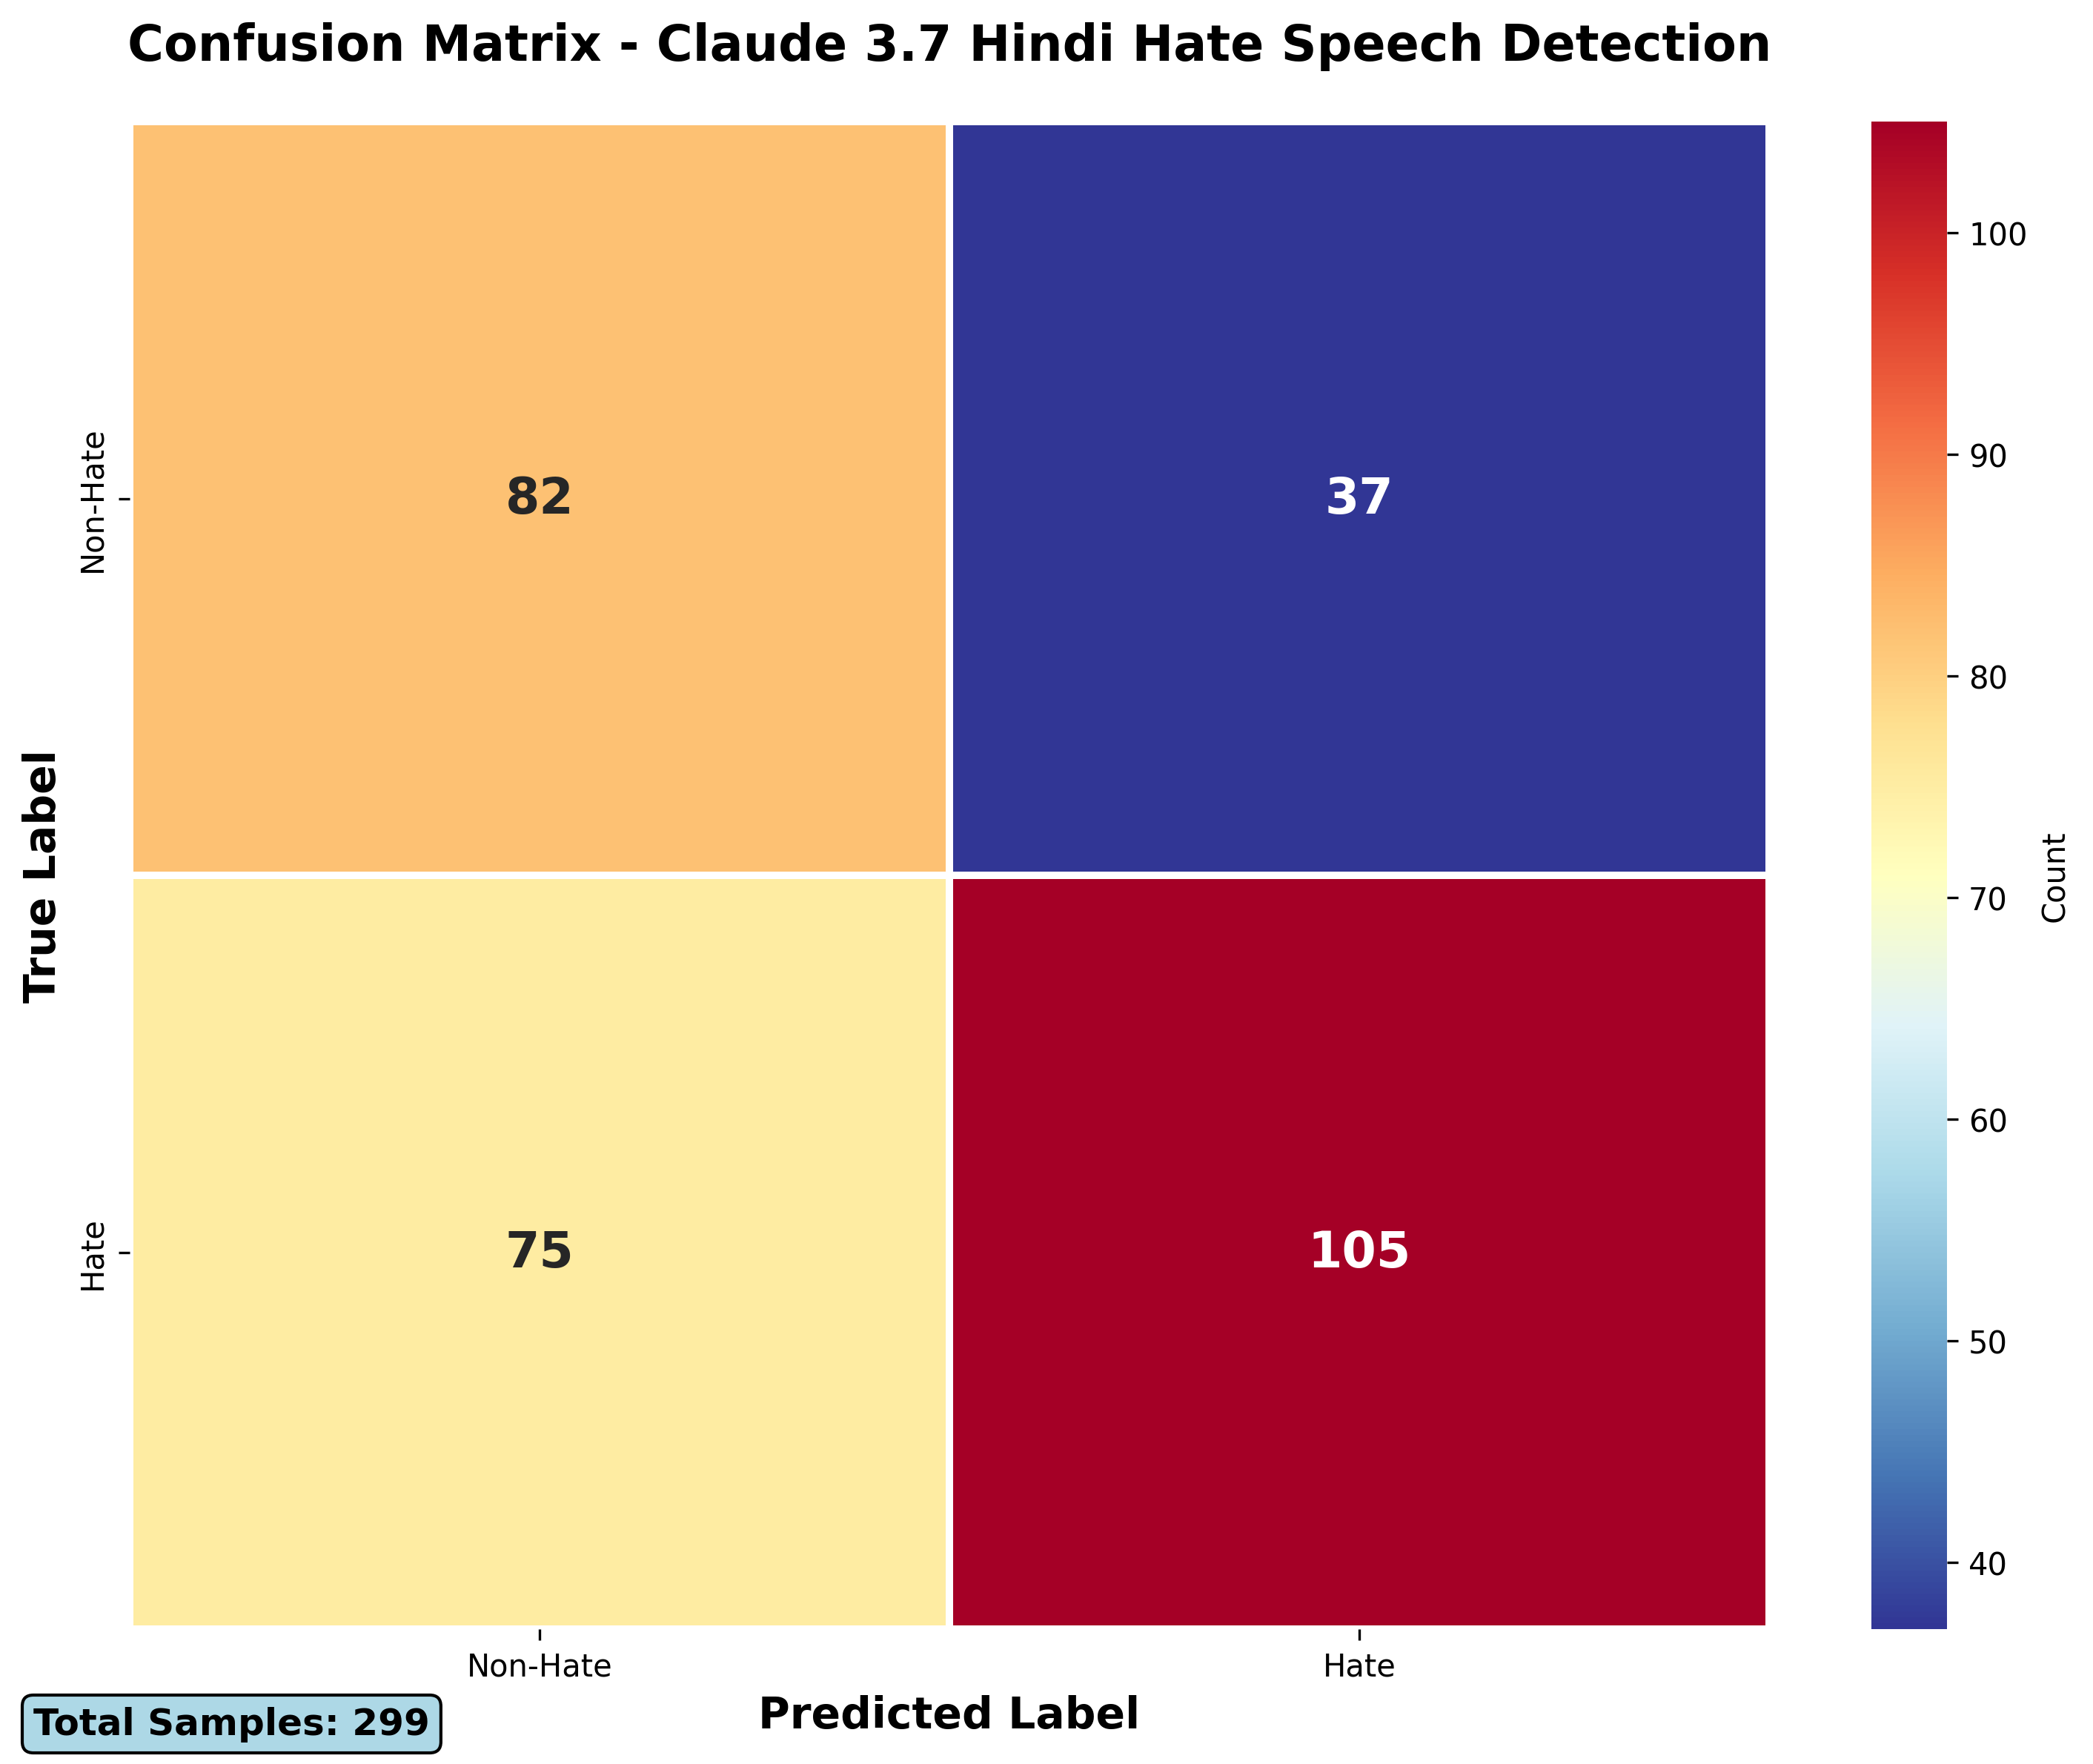 Confusion Matrix - Claude 3.7 Hindi Hate Speech Detection
True Label
Non-Hate
Hate
82
37
75
105
Non-Hate
Hate
Predicted Label
Total Samples: 299
100
90
80
70
60
50
40
Count